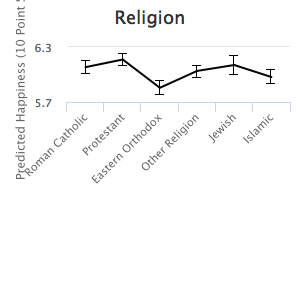 Religion
Predicted Happiness (10 Point
6.3
5.7
Roman Catholic
Protestant
Eastern Orthodox
Other Religion
Jewish
Islamic